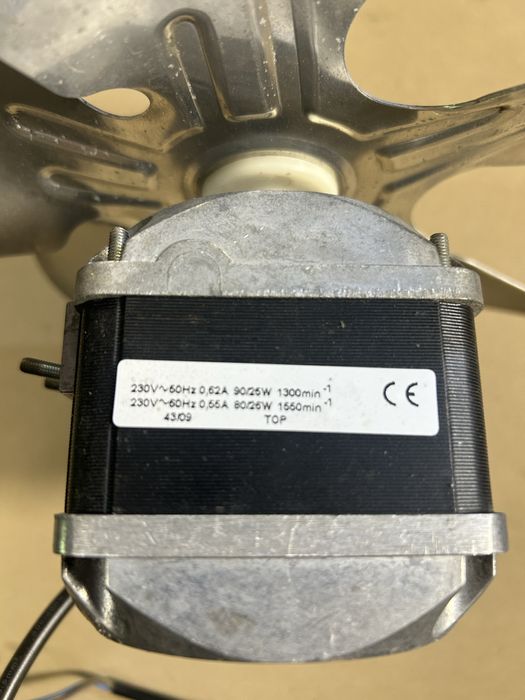 230V~50Hz 0,62A 90/25W 1300min⁻¹
230V~60Hz 0,55A 80/26W 1550min⁻¹
43/09 TOP
CE